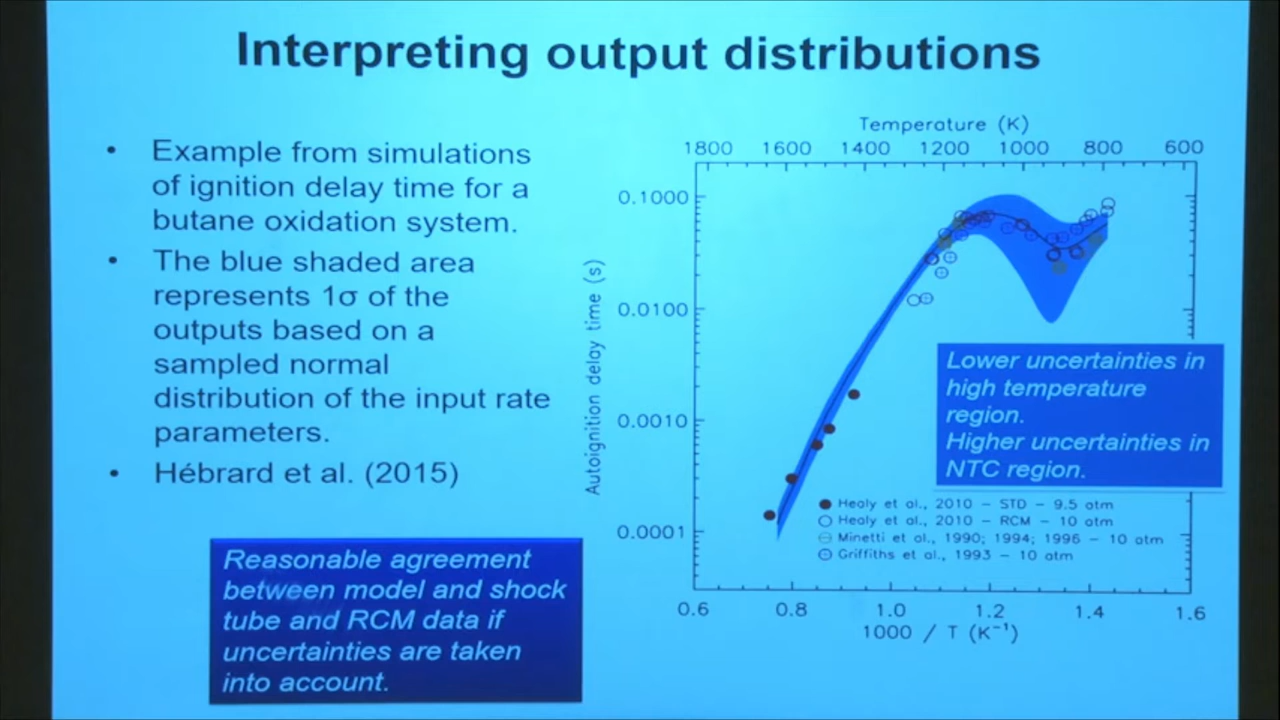 Interpreting output distributions
• Example from simulations
of ignition delay time for a
butane oxidation system.
• The blue shaded area
represents 1σ of the
outputs based on a
sampled normal
distribution of the input rate
parameters.
• Hébrard et al. (2015)
Reasonable agreement
between model and shock
tube and RCM data if
uncertainties are taken
into account.
Temperature (K)
1800 1600 1400 1200 1000 800 600
Autoignition delay time (s)
0.1000
0.0100
0.0010
0.0001
Lower uncertainties in
high temperature
region.
Higher uncertainties in
NTC region.
Healy et al., 2010 – STD – 9.5 atm
Healy et al., 2010 – RCM – 10 atm
Minetti et al., 1990; 1994; 1996 – 10 atm
Griffiths et al., 1993 – 10 atm
0.6 0.8 1.0 1.2 1.4 1.6
1000 / T (K⁻¹)